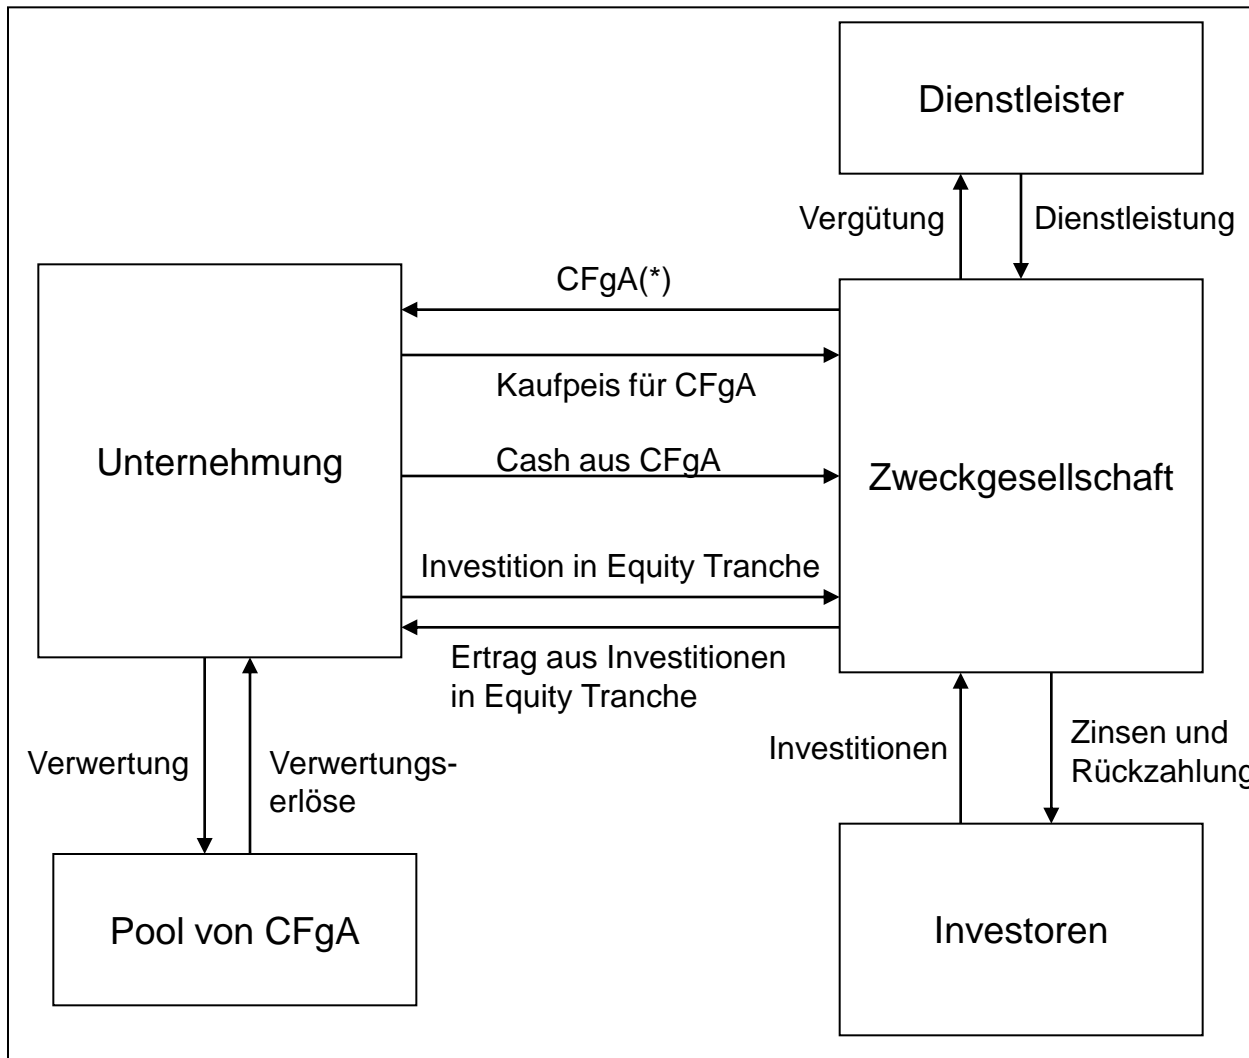 Dienstleister
Vergütung
Dienstleistung
CFgA(*)
Kaufpeis für CFgA
Unternehmung
Cash aus CFgA
Zweckgesellschaft
Investition in Equity Tranche
Ertrag aus Investitionen
in Equity Tranche
Verwertung
Verwertungs-
erlöse
Investitionen
Zinsen und
Rückzahlung
Pool von CFgA
Investoren